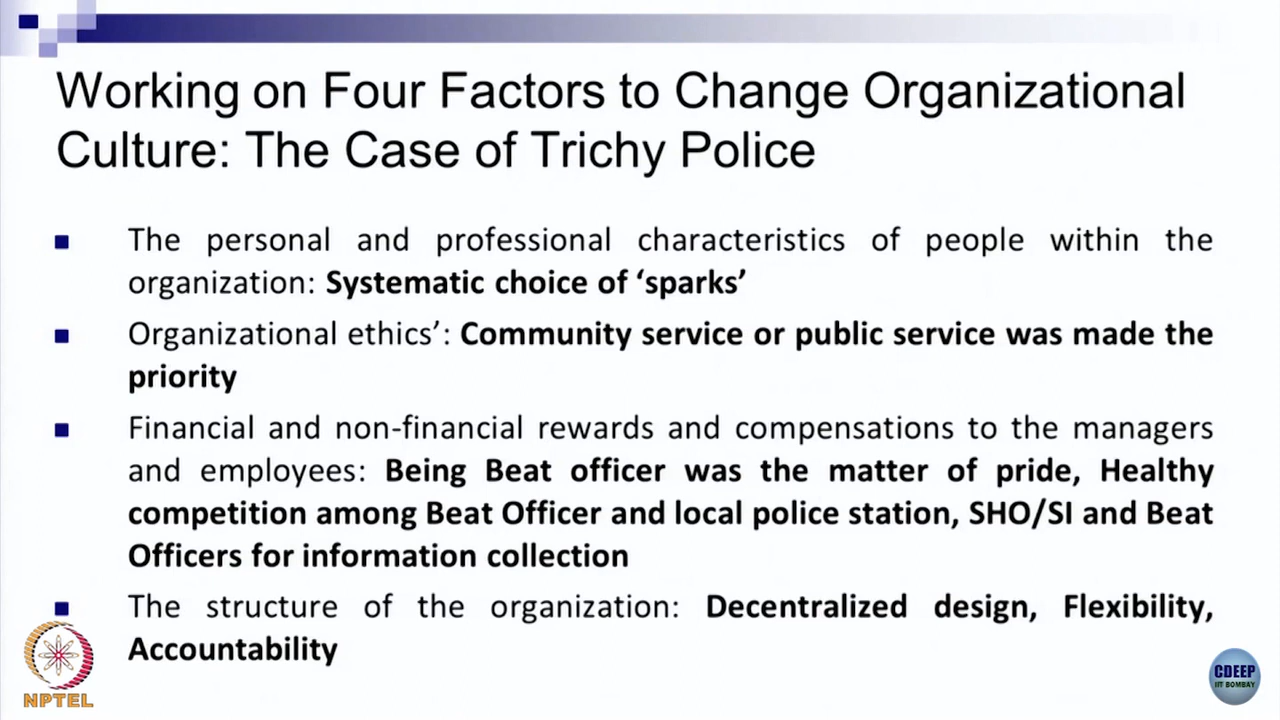 Working on Four Factors to Change Organizational
Culture: The Case of Trichy Police
The personal and professional characteristics of people within the
organization: Systematic choice of ‘sparks’
Organizational ethics’: Community service or public service was made the
priority
Financial and non-financial rewards and compensations to the managers
and employees: Being Beat officer was the matter of pride, Healthy
competition among Beat Officer and local police station, SHO/SI and Beat
Officers for information collection
The structure of the organization: Decentralized design, Flexibility,
Accountability
NPTEL
CDEEP
IIT BOMBAY